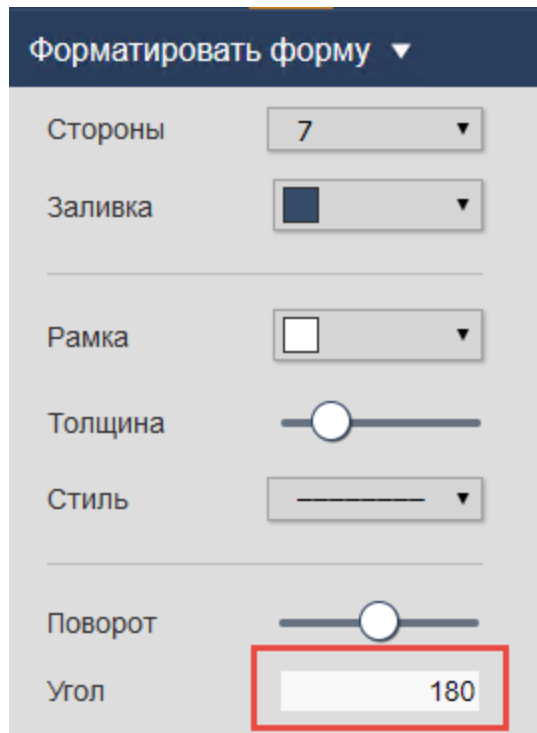 Форматировать форму
Стороны 7
Заливка
Рамка
Толщина
Стиль
Поворот
Угол 180